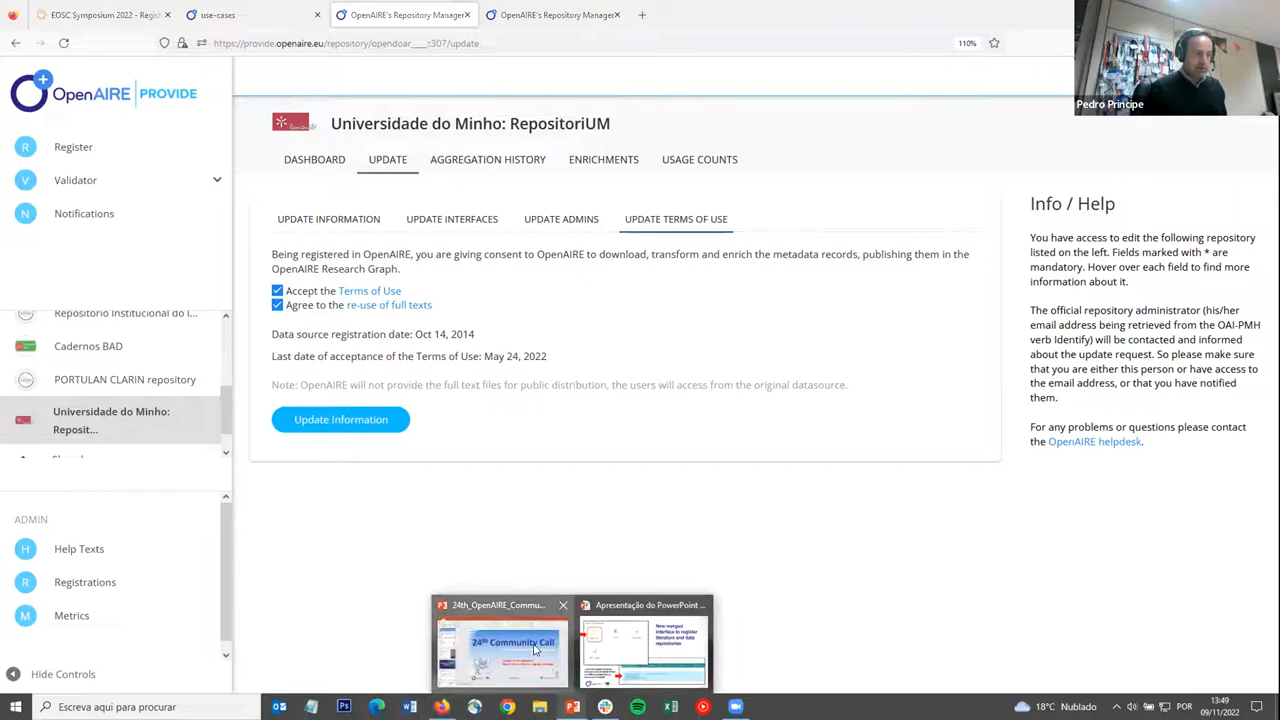 EOSC Symposium 2022 - Regist
use-cases
OpenAIRE's Repository Manager
OpenAIRE's Repository Manager
https://provide.openaire.eu/repository/opendoar____::307/update
110%
Pedro Principe
OpenAIRE | PROVIDE
R Register
V Validator
N Notifications
Repositório Institucional do I...
Cadernos BAD
PORTULAN CLARIN repository
Universidade do Minho:
Reposit...
ADMIN
H Help Texts
R Registrations
M Metrics
Hide Controls
Universidade do Minho: RepositoriUM
DASHBOARD UPDATE AGGREGATION HISTORY ENRICHMENTS USAGE COUNTS
UPDATE INFORMATION UPDATE INTERFACES UPDATE ADMINS UPDATE TERMS OF USE
Being registered in OpenAIRE, you are giving consent to OpenAIRE to download, transform and enrich the metadata records, publishing them in the
OpenAIRE Research Graph.
Accept the Terms of Use
Agree to the re-use of full texts
Data source registration date: Oct 14, 2014
Last date of acceptance of the Terms of Use: May 24, 2022
Note: OpenAIRE will not provide the full text files for public distribution, the users will access from the original datasource.
Update Information
Info / Help
You have access to edit the following repository
listed on the left. Fields marked with * are
mandatory. Hover over each field to find more
information about it.
The official repository administrator (his/her
email address being retrieved from the OAI-PMH
verb Identify) will be contacted and informed
about the update request. So please make sure
that you are either this person or have access to
the email address, or that you have notified
them.
For any problems or questions please contact
the OpenAIRE helpdesk.
24th_OpenAIRE_Commu...
24th Community Call
Apresentação do PowerPoint ...
New merged
interface to register
literature and data
repositories
Escreva aqui para procurar
18°C Nublado
POR
13:49
09/11/2022